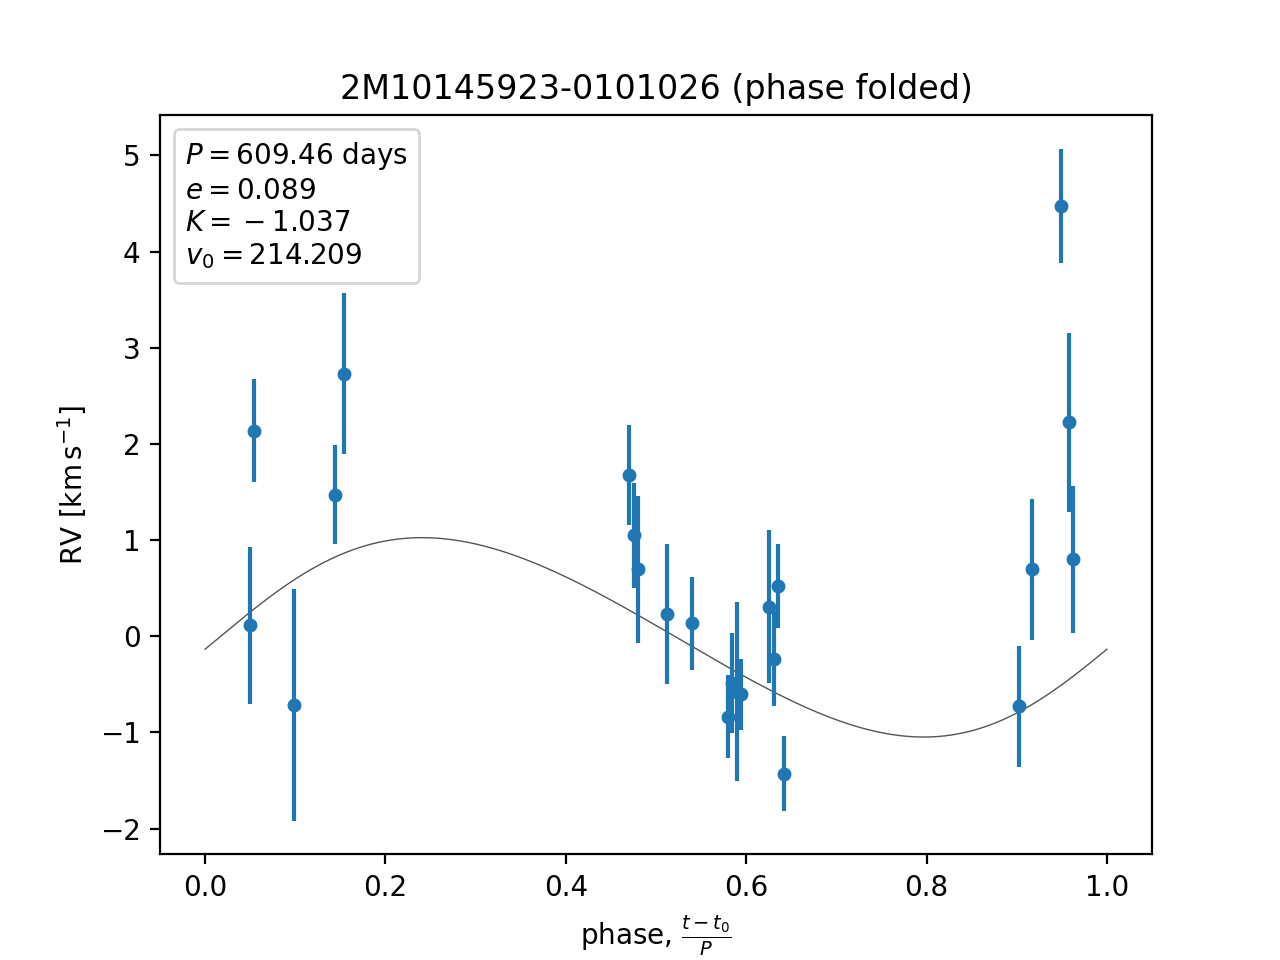 2M10145923-0101026 (phase folded)
P = 609.46 days
e = 0.089
K = −1.037
v₀ = 214.209
5
4
3
2
1
0
−1
−2
RV [km s⁻¹]
0.0 0.2 0.4 0.6 0.8 1.0
phase, (t − t₀)/P